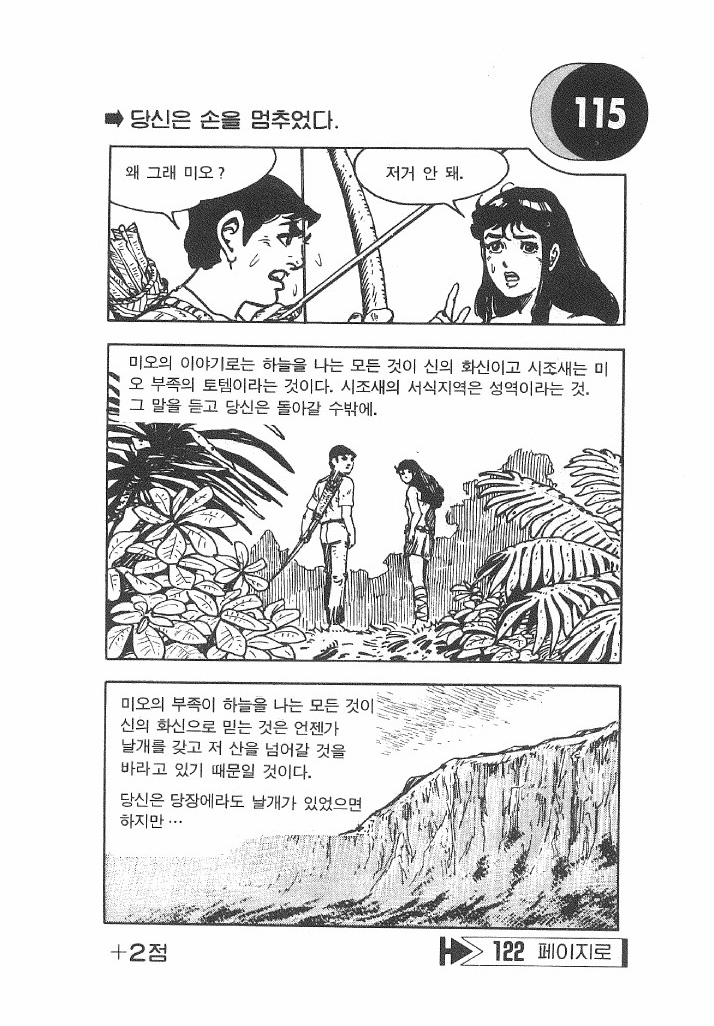 115
➡ 당신은 손을 멈추었다.
왜 그래 미오?
저거 안 돼.
미오의 이야기로는 하늘을 나는 모든 것이 신의 화신이고 시조새는 미
오 부족의 토템이라는 것이다. 시조새의 서식지역은 성역이라는 것.
그 말을 듣고 당신은 돌아갈 수밖에.
미오의 부족이 하늘을 나는 모든 것이
신의 화신으로 믿는 것은 언젠가
날개를 갖고 저 산을 넘어갈 것을
바라고 있기 때문일 것이다.
당신은 당장에라도 날개가 있었으면
하지만…
+2점
122 페이지로